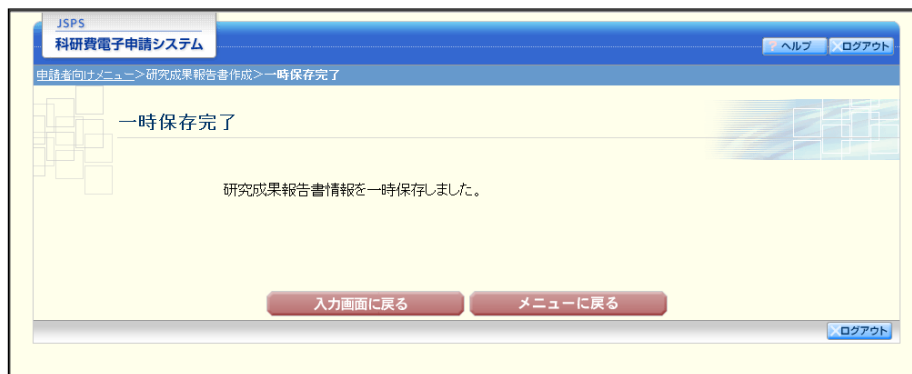 JSPS
科研費電子申請システム
? ヘルプ
×ログアウト
申請者向けメニュー>研究成果報告書作成>一時保存完了
一時保存完了
研究成果報告書情報を一時保存しました。
入力画面に戻る
メニューに戻る
×ログアウト